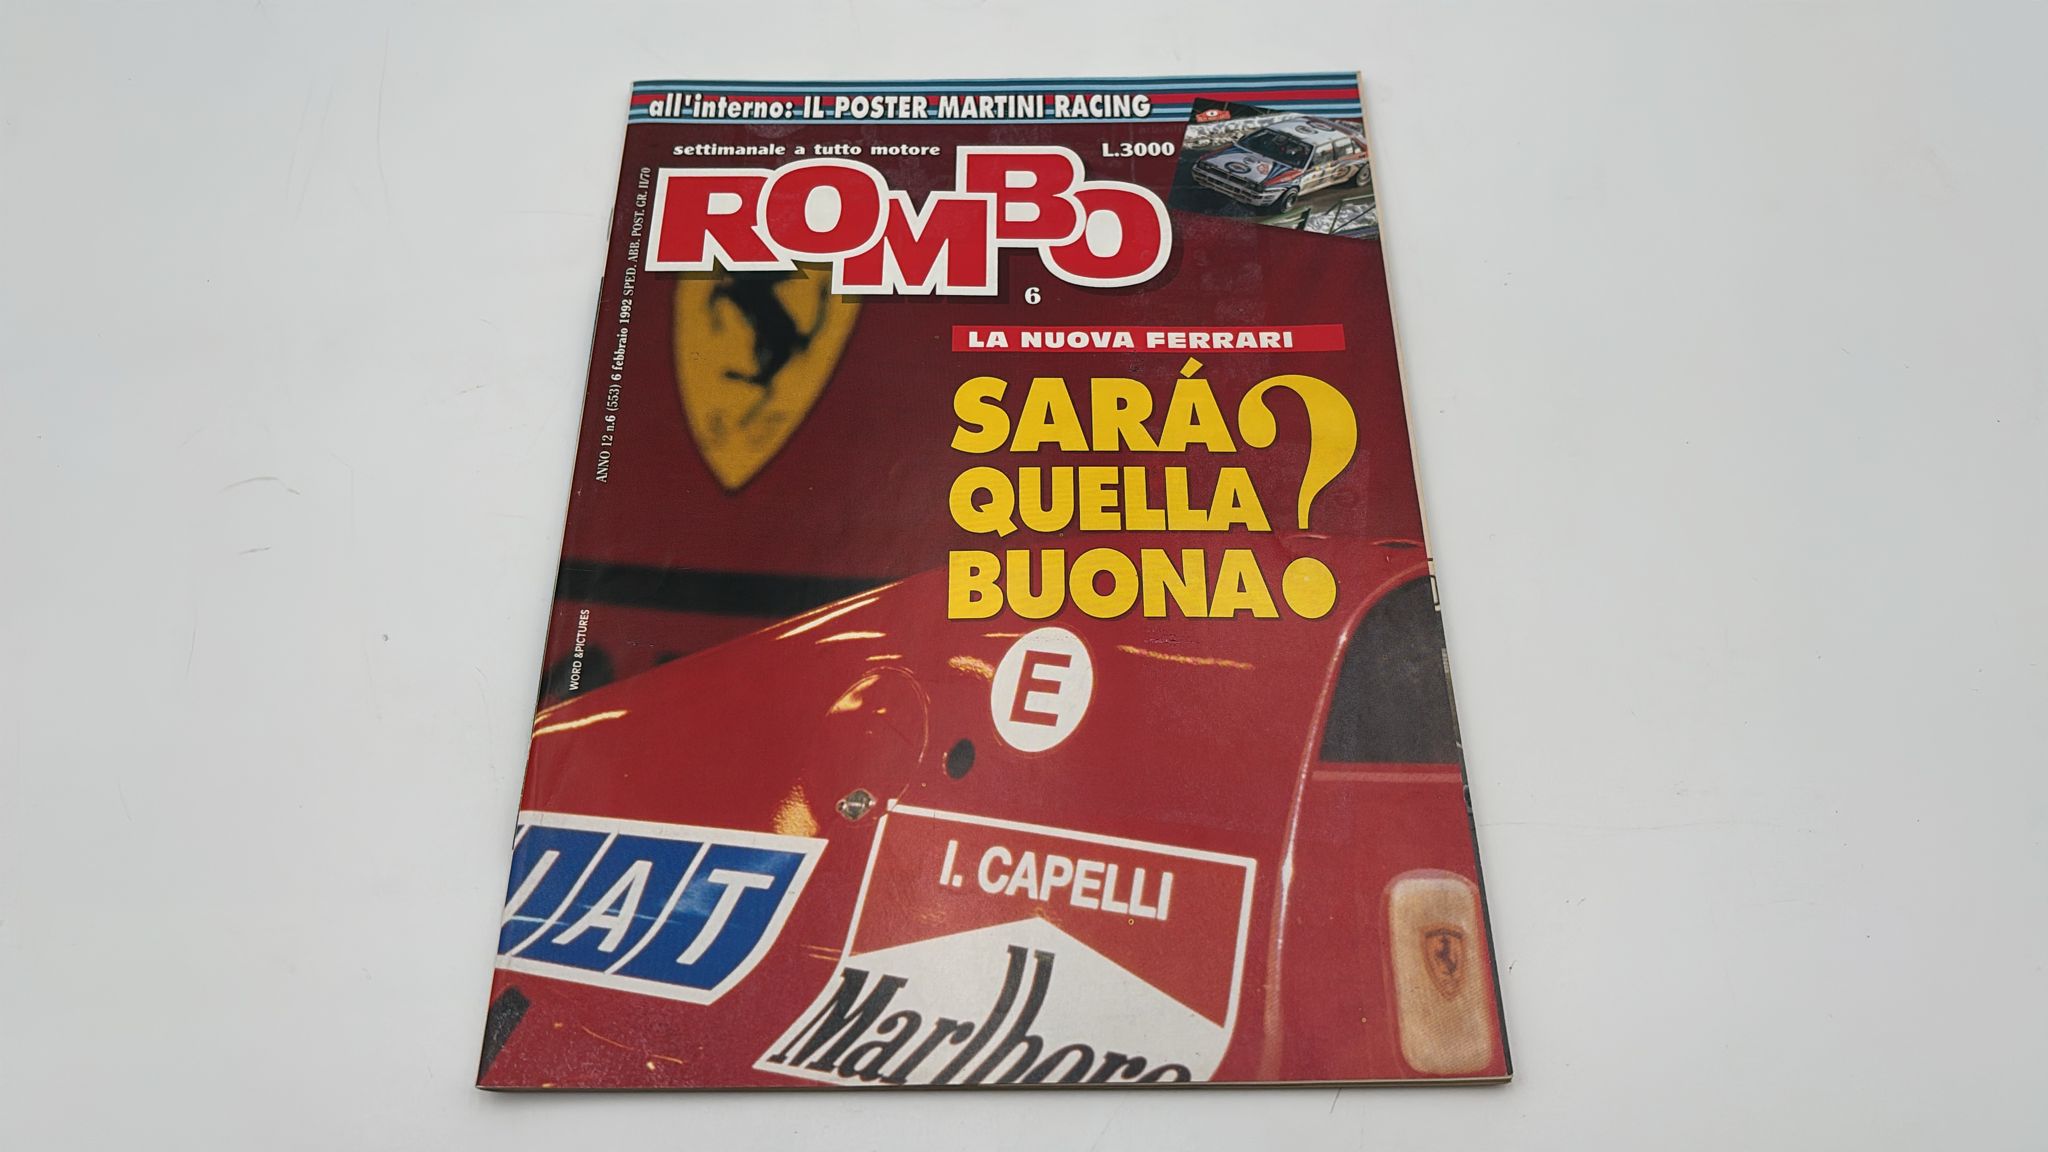 all'interno: IL POSTER MARTINI RACING
settimanale a tutto motore
L.3000
ROMBO
6
ANNO 12 n.6 (553) 6 febbraio 1992 SPED. ABB. POST. GR. II/70
LA NUOVA FERRARI
SARÁ
QUELLA
BUONA?
WORD &PICTURES
E
FIAT
I. CAPELLI
Marlboro